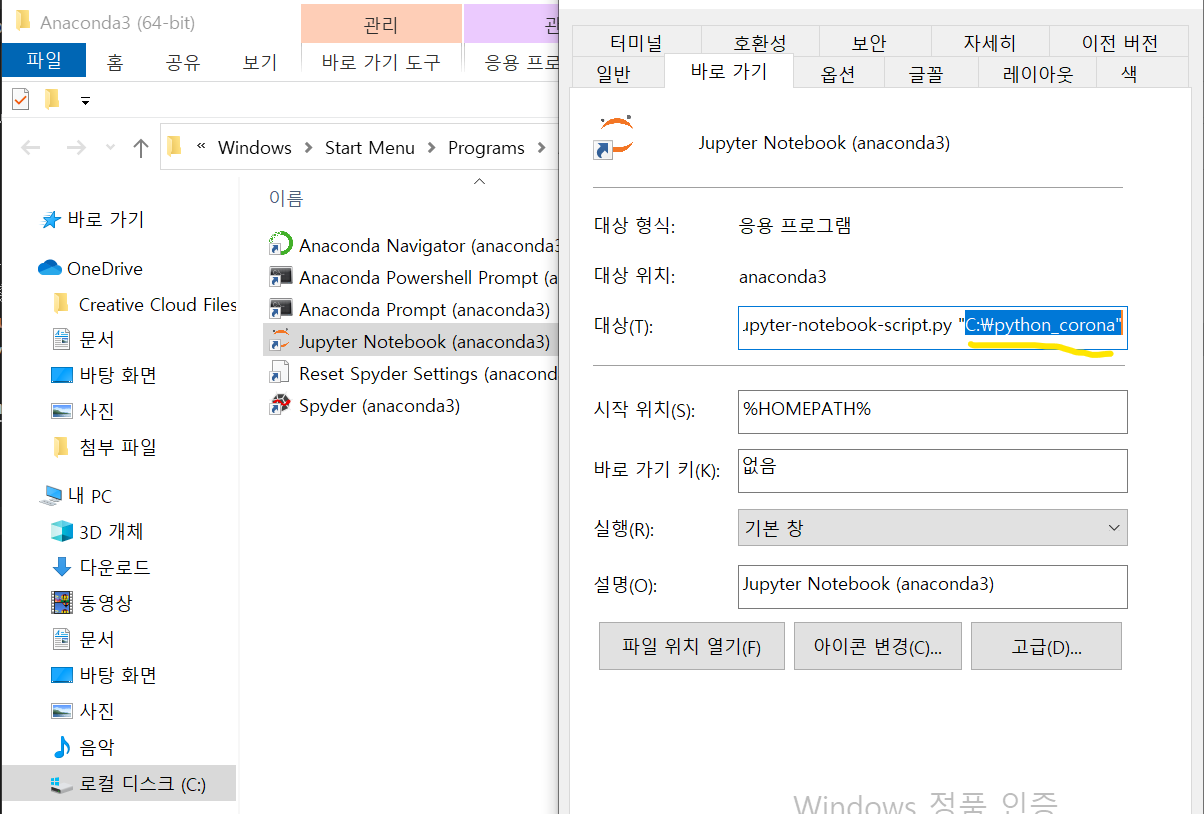 Anaconda3 (64-bit)
관리
관
파일
홈
공유
보기
바로 가기 도구
응용 프로
« Windows > Start Menu > Programs >
이름
바로 가기
OneDrive
Creative Cloud Files
문서
바탕 화면
사진
첨부 파일
내 PC
3D 개체
다운로드
동영상
문서
바탕 화면
사진
음악
로컬 디스크 (C:)
Anaconda Navigator (anaconda3
Anaconda Powershell Prompt (a
Anaconda Prompt (anaconda3)
Jupyter Notebook (anaconda3)
Reset Spyder Settings (anacond
Spyder (anaconda3)
터미널
호환성
보안
자세히
이전 버전
일반
바로 가기
옵션
글꼴
레이아웃
색
Jupyter Notebook (anaconda3)
대상 형식:
응용 프로그램
대상 위치:
anaconda3
대상(T):
upyter-notebook-script.py "C:₩python_corona"
시작 위치(S):
%HOMEPATH%
바로 가기 키(K):
없음
실행(R):
기본 창
설명(O):
Jupyter Notebook (anaconda3)
파일 위치 열기(F)
아이콘 변경(C)...
고급(D)...
Windows 정품 인증